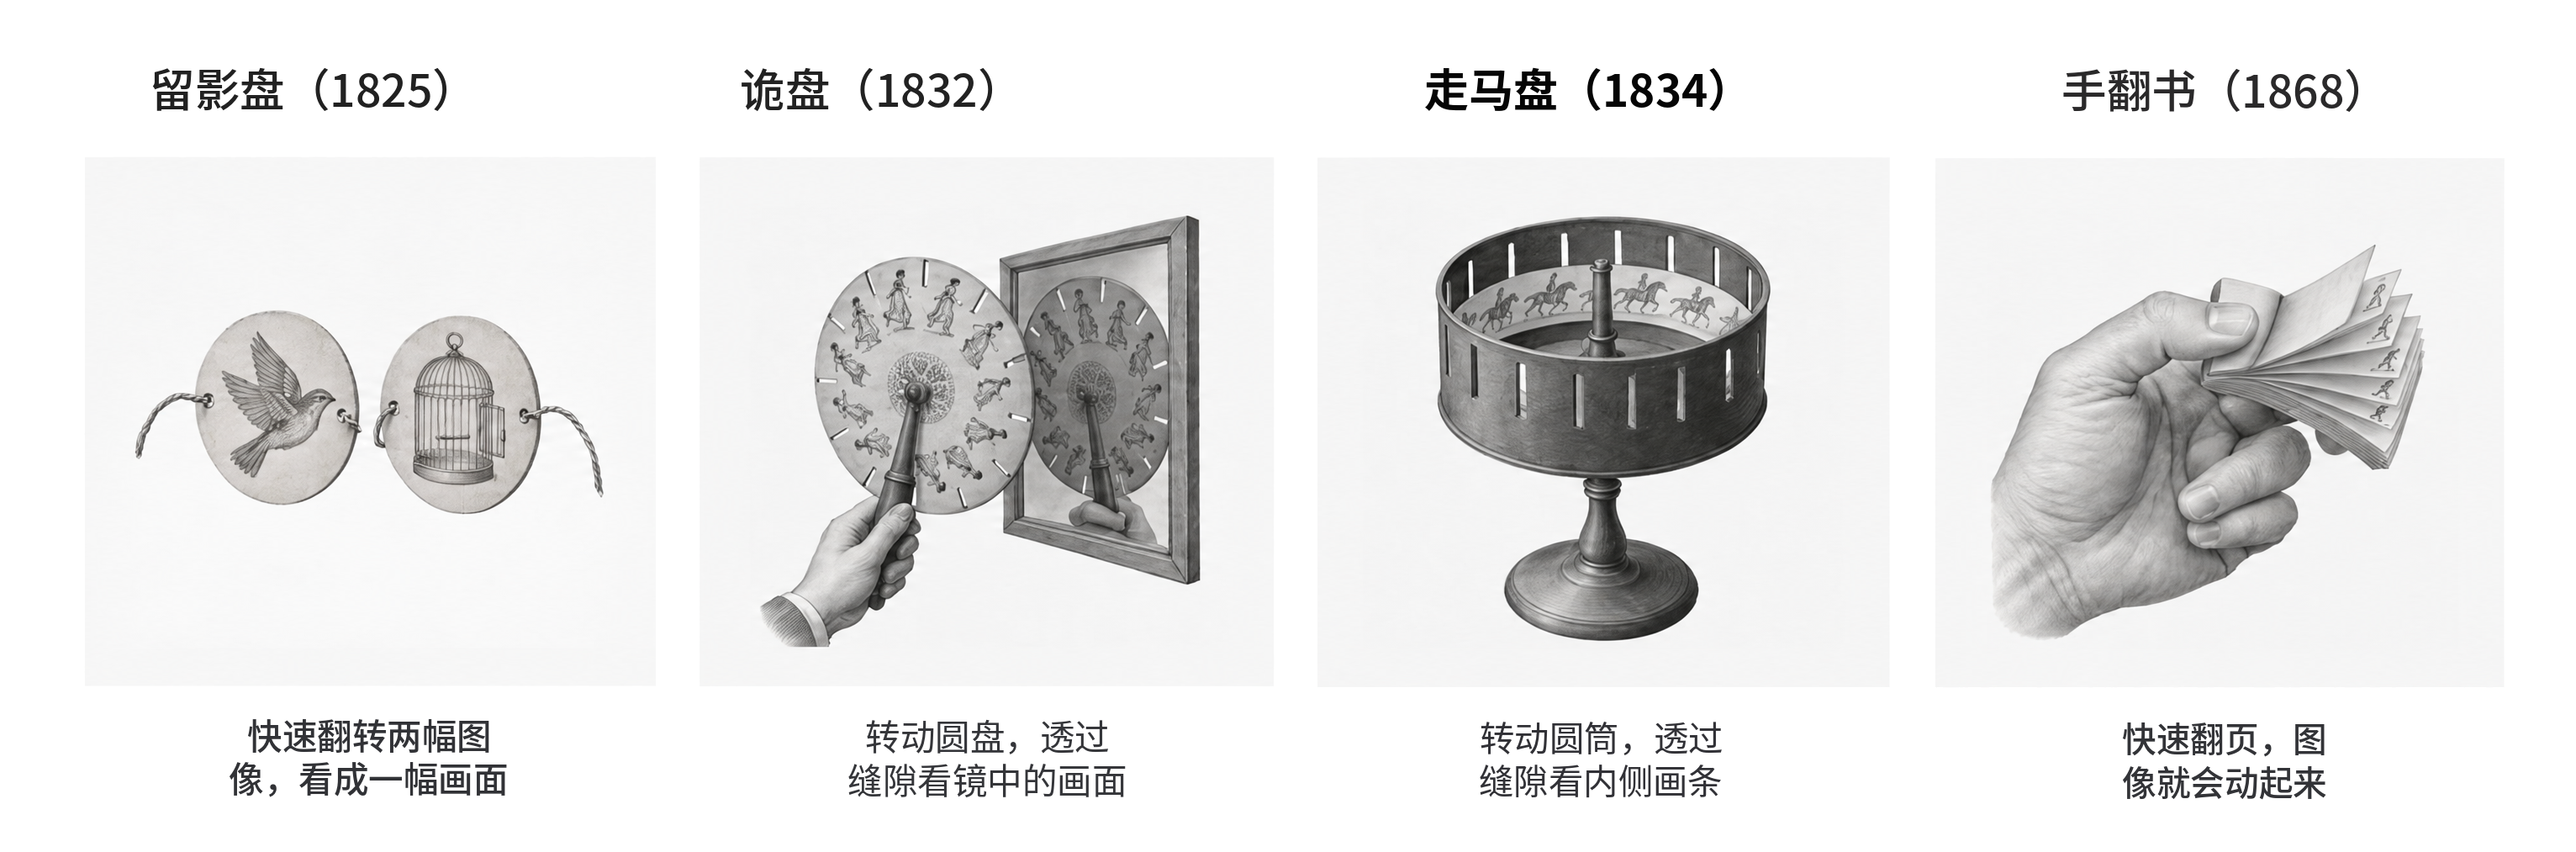 留影盘（1825）
诡盘（1832）
走马盘（1834）
手翻书（1868）
快速翻转两幅图
像，看成一幅画面
转动圆盘，透过
缝隙看镜中的画面
转动圆筒，透过
缝隙看内侧画条
快速翻页，图
像就会动起来